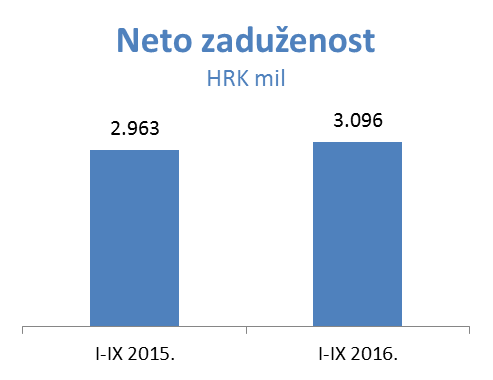 Neto zaduženost
HRK mil
2.963
3.096
I-IX 2015.
I-IX 2016.